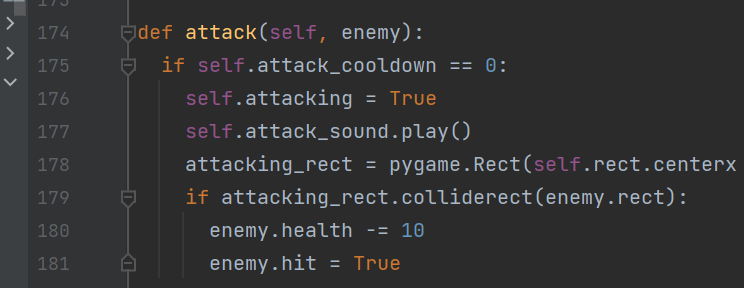 173
174 def attack(self, enemy):
175 if self.attack_cooldown == 0:
176 self.attacking = True
177 self.attack_sound.play()
178 attacking_rect = pygame.Rect(self.rect.centerx
179 if attacking_rect.colliderect(enemy.rect):
180 enemy.health -= 10
181 enemy.hit = True